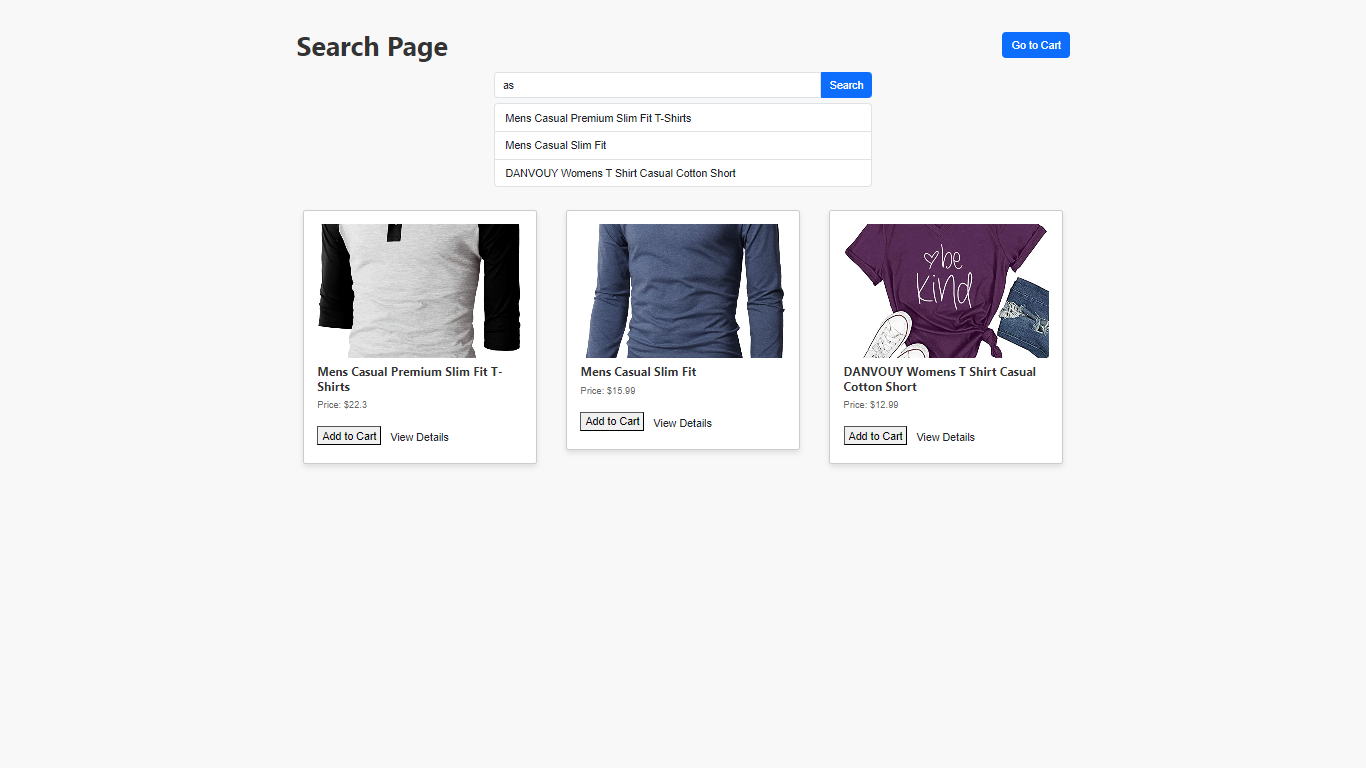 Search Page
Go to Cart
as
Search
Mens Casual Premium Slim Fit T-Shirts
Mens Casual Slim Fit
DANVOUY Womens T Shirt Casual Cotton Short
be
kind
Mens Casual Premium Slim Fit T-
Shirts
Price: $22.3
Add to Cart
View Details
Mens Casual Slim Fit
Price: $15.99
Add to Cart
View Details
DANVOUY Womens T Shirt Casual
Cotton Short
Price: $12.99
Add to Cart
View Details